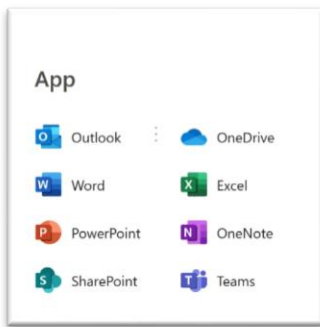 App
Outlook OneDrive
Word Excel
PowerPoint OneNote
SharePoint Teams